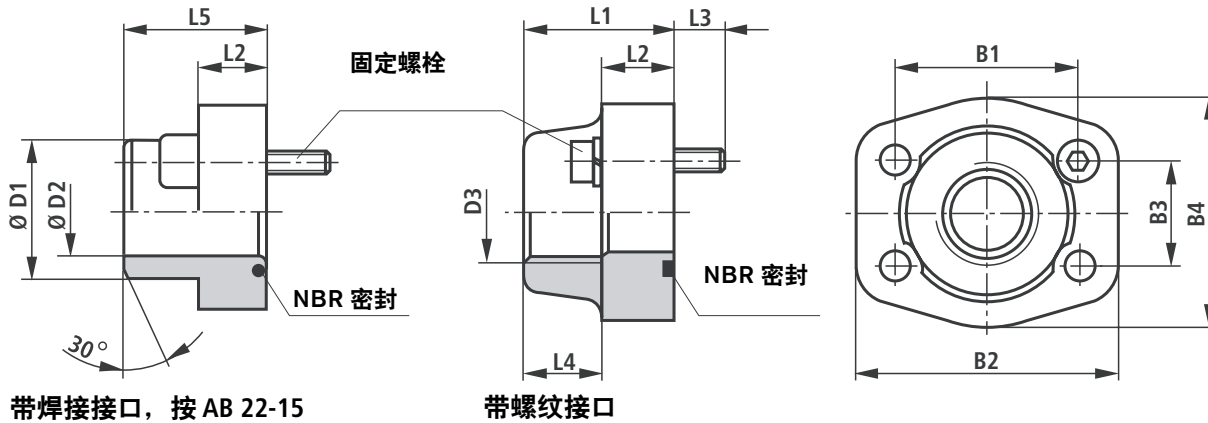 L5
L2
固定螺栓
Ø D1
Ø D2
NBR 密封
30°
带焊接接口，按 AB 22-15
L1
L3
L2
D3
NBR 密封
L4
带螺纹接口
B1
B3
B4
B2